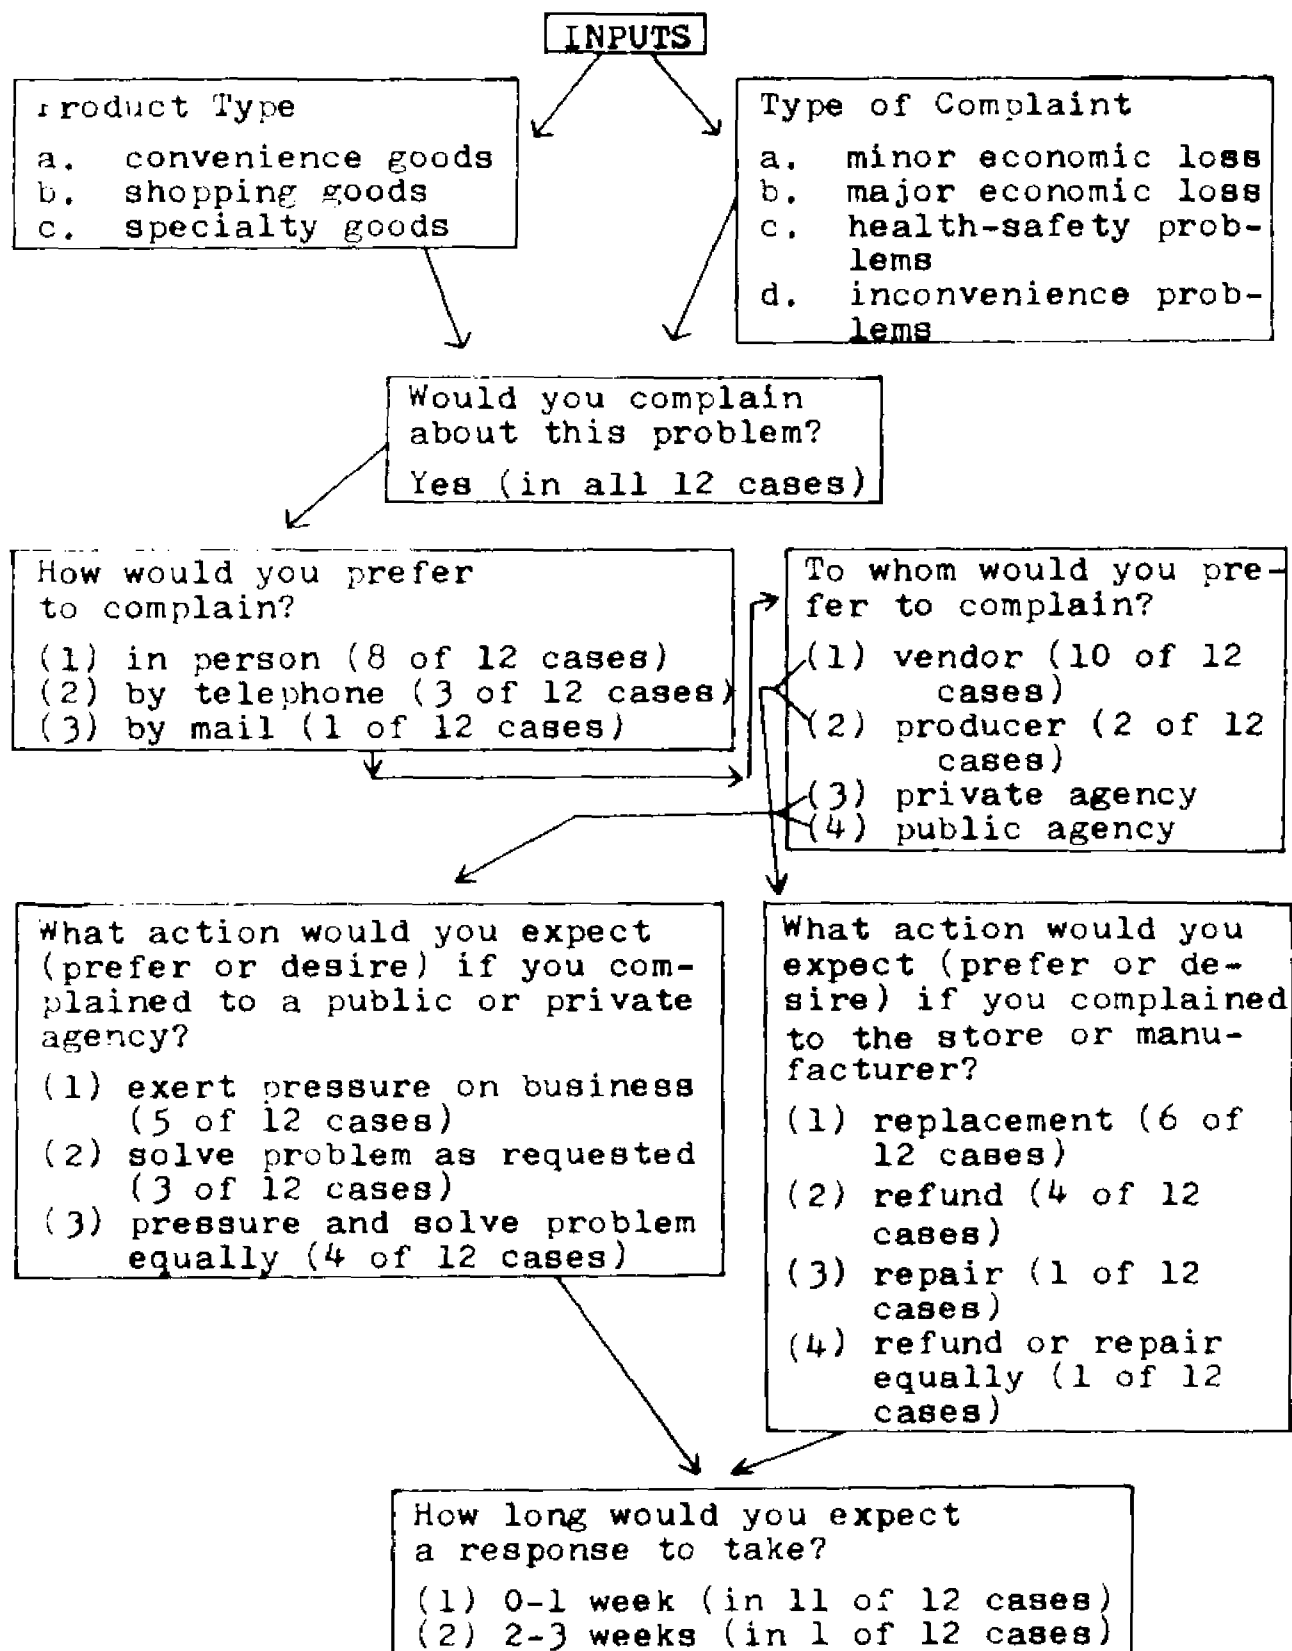 INPUTS
Product Type
a. convenience goods
b. shopping goods
c. specialty goods
Type of Complaint
a. minor economic loss
b. major economic loss
c. health-safety prob-
lems
d. inconvenience prob-
lems
Would you complain
about this problem?
Yes (in all 12 cases)
How would you prefer
to complain?
(1) in person (8 of 12 cases)
(2) by telephone (3 of 12 cases)
(3) by mail (1 of 12 cases)
To whom would you pre-
fer to complain?
(1) vendor (10 of 12
cases)
(2) producer (2 of 12
cases)
(3) private agency
(4) public agency
What action would you expect
(prefer or desire) if you com-
plained to a public or private
agency?
(1) exert pressure on business
(5 of 12 cases)
(2) solve problem as requested
(3 of 12 cases)
(3) pressure and solve problem
equally (4 of 12 cases)
What action would you
expect (prefer or de-
sire) if you complained
to the store or manu-
facturer?
(1) replacement (6 of
12 cases)
(2) refund (4 of 12
cases)
(3) repair (1 of 12
cases)
(4) refund or repair
equally (1 of 12
cases)
How long would you expect
a response to take?
(1) 0-1 week (in 11 of 12 cases)
(2) 2-3 weeks (in 1 of 12 cases)